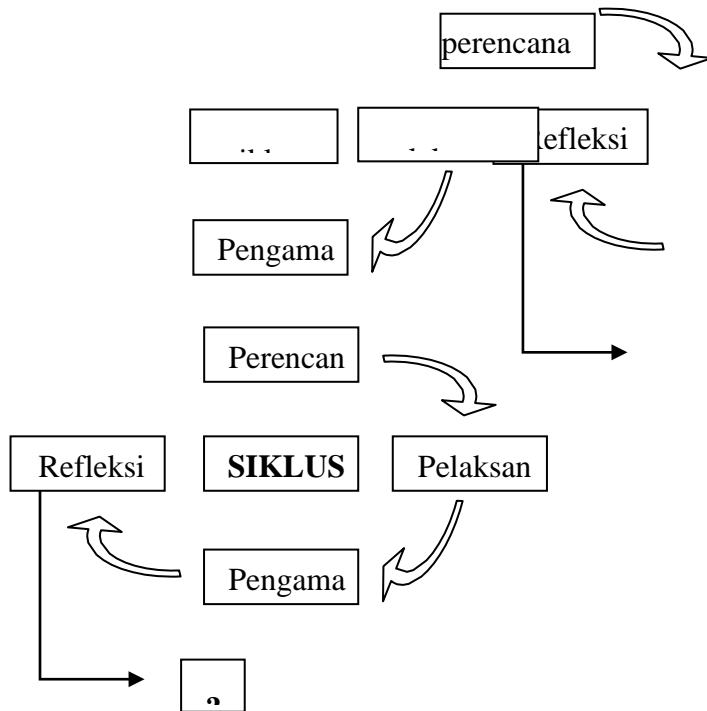 perencana
Refleksi
Pengama
Perencan
Refleksi
SIKLUS
Pelaksan
Pengama